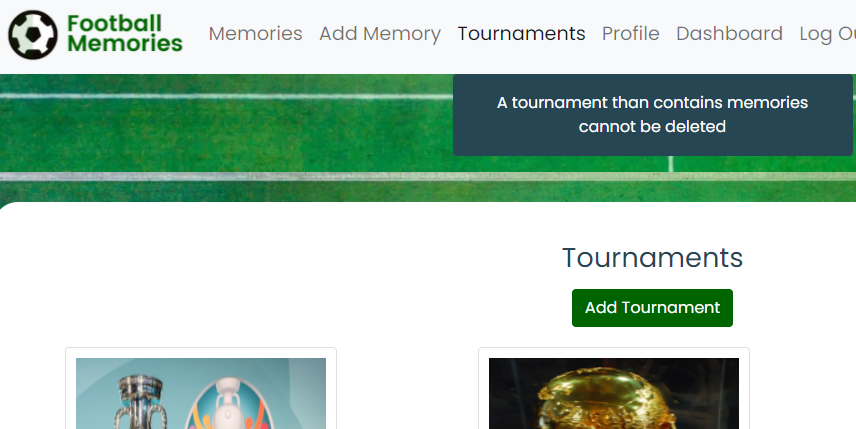 Football
Memories
Memories Add Memory Tournaments Profile Dashboard Log Ou
A tournament than contains memories
cannot be deleted
Tournaments
Add Tournament